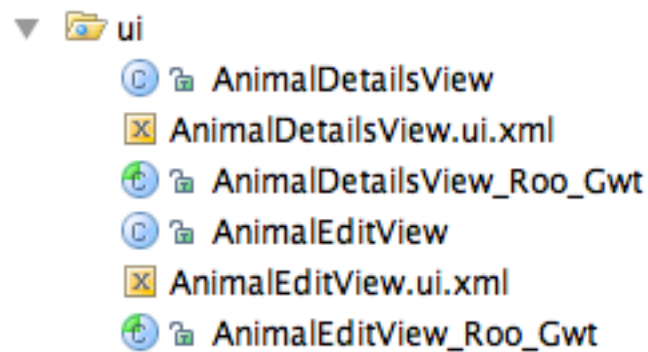 ui
AnimalDetailsView
AnimalDetailsView.ui.xml
AnimalDetailsView_Roo_Gwt
AnimalEditView
AnimalEditView.ui.xml
AnimalEditView_Roo_Gwt